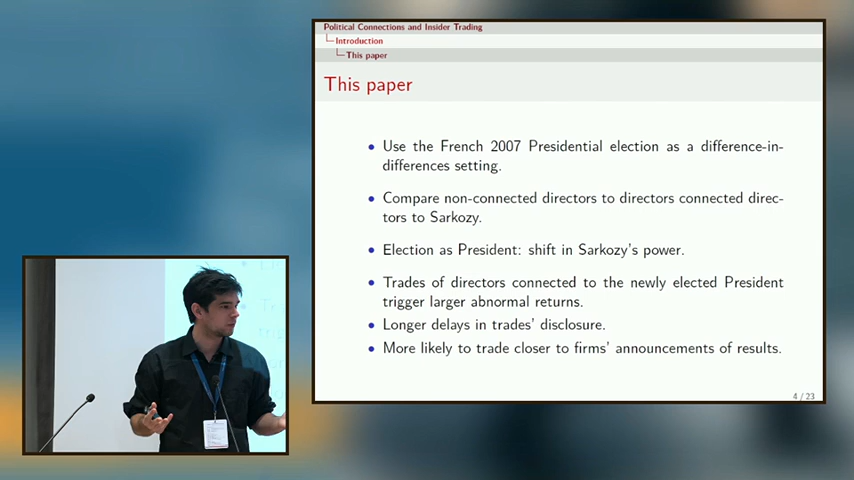 Political Connections and Insider Trading
Introduction
This paper
This paper
Use the French 2007 Presidential election as a difference-in-
differences setting.
Compare non-connected directors to directors connected direc-
tors to Sarkozy.
Election as President: shift in Sarkozy's power.
Trades of directors connected to the newly elected President
trigger larger abnormal returns.
Longer delays in trades' disclosure.
More likely to trade closer to firms' announcements of results.
4 / 23